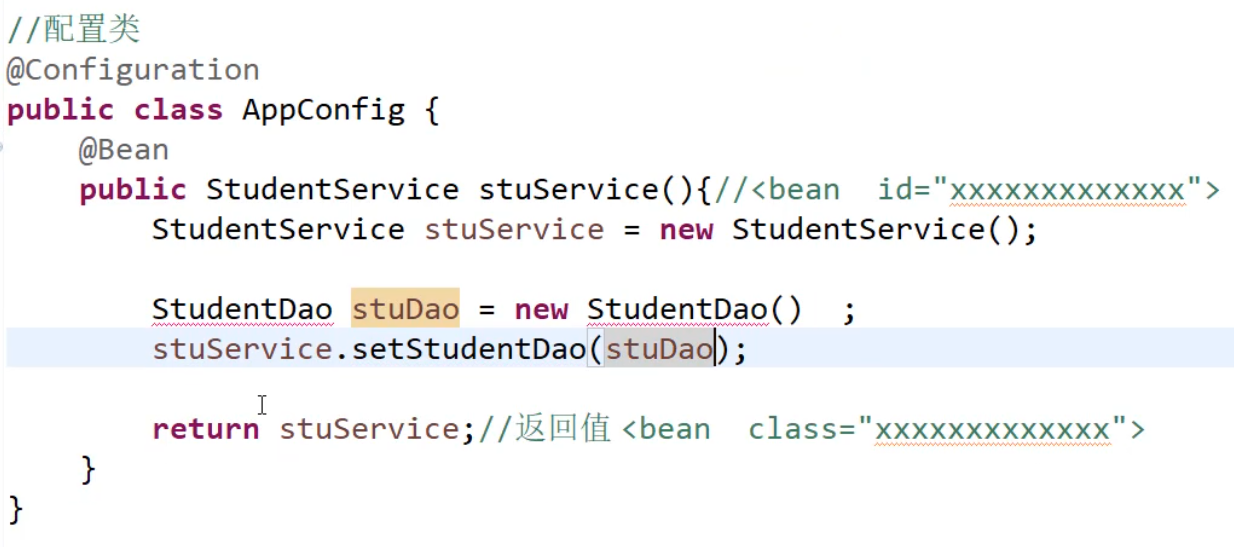 //配置类
@Configuration
public class AppConfig {
@Bean
public StudentService stuService(){//<bean  id="xxxxxxxxxxxxx">
StudentService stuService = new StudentService();
StudentDao stuDao = new StudentDao()  ;
stuService.setStudentDao(stuDao);
return stuService;//返回值 <bean  class="xxxxxxxxxxxxx">
}
}